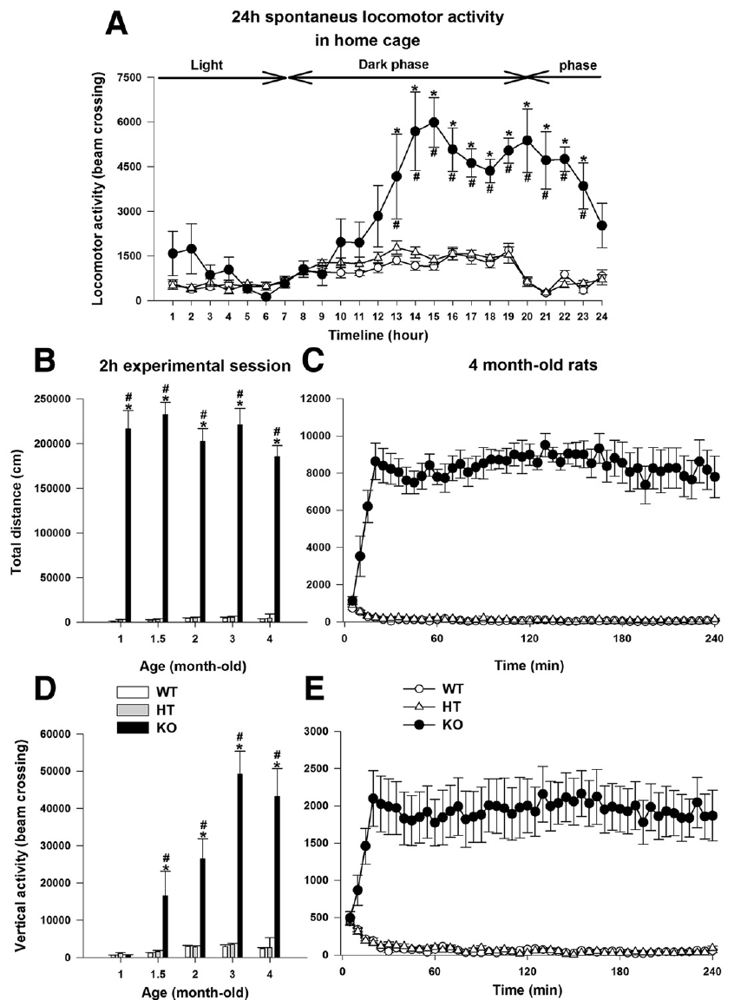 A
24h spontaneus locomotor activity
in home cage
Light
Dark phase
phase
Locomotor activity (beam crossing)
7500
6000
4500
3000
1500
0
* * * * * * * * * * *
# # # # # # # # # # #
1 2 3 4 5 6 7 8 9 10 11 12 13 14 15 16 17 18 19 20 21 22 23 24
Timeline (hour)
B
2h experimental session
Total distance (cm)
250000
200000
150000
100000
50000
0
# # # # #
* * * * *
1 1.5 2 3 4
Age (month-old)
C
4 month-old rats
12000
10000
8000
6000
4000
2000
0
0 60 120 180 240
Time (min)
D
WT
HT
KO
Vertical activity (beam crossing)
60000
50000
40000
30000
20000
10000
0
# # # #
* * * *
1 1.5 2 3 4
Age (month-old)
E
WT
HT
KO
3000
2500
2000
1500
1000
500
0
0 60 120 180 240
Time (min)